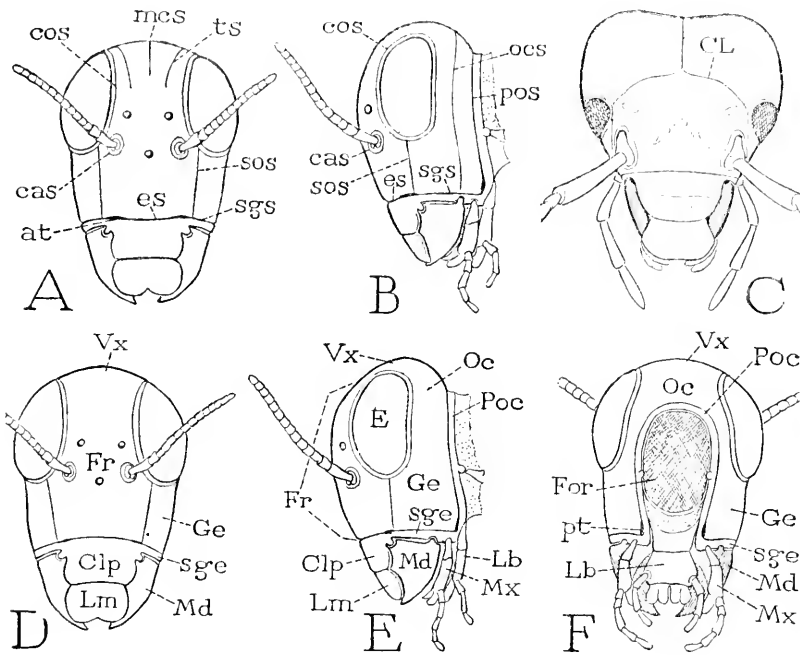 mcs
cos
ts
cas
sos
es
sgs
at
A
cos
ocs
pos
cas
sos
es
sgs
B
CL
C
Vx
Fr
Ge
Clp
sge
Lm
Md
D
Vx
Oc
Poc
E
Fr
Ge
sge
Clp
Md
Lb
Lm
Mx
E
Vx
Poc
Oc
For
Ge
pt
sge
Lb
Md
Mx
F